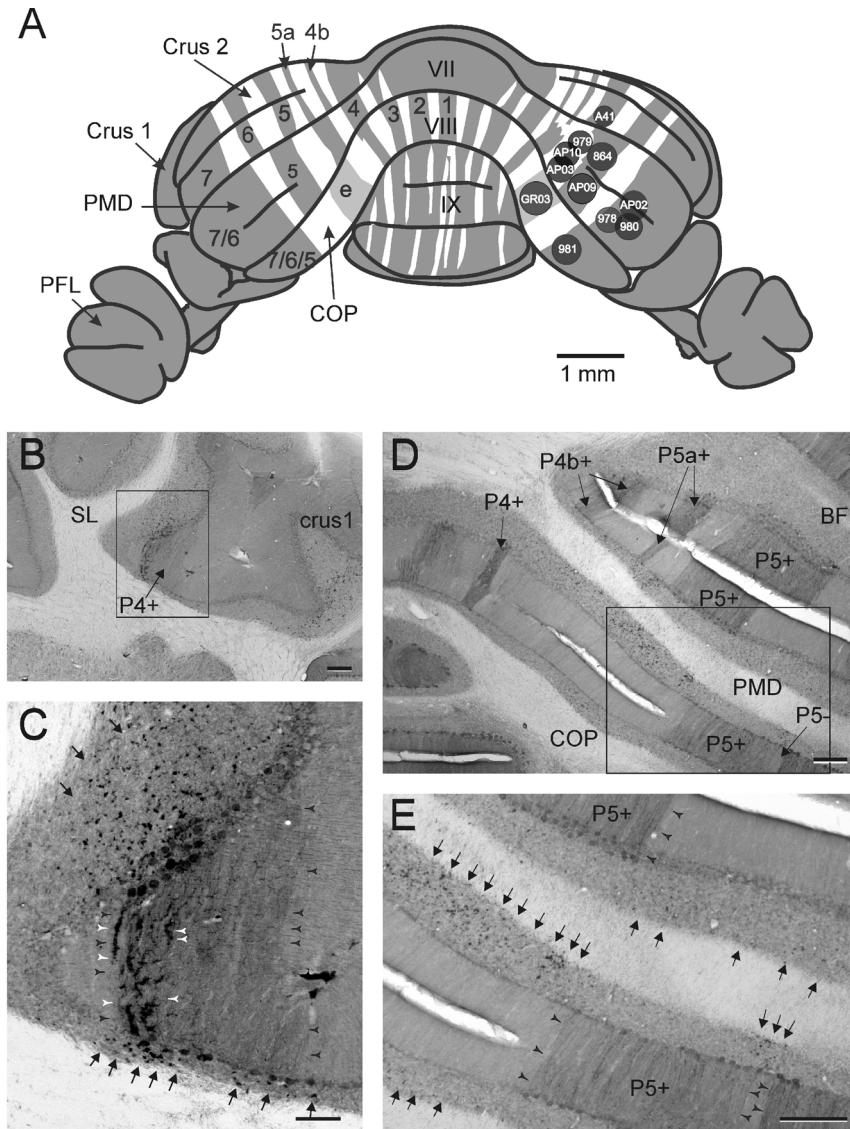 A
5a 4b
Crus 2
Crus 1
PMD
PFL
COP
VII
VIII
IX
7 6 5 4 3 2 1
5
e
7/6
7/6/5
A41
979
AP10
864
AP03
AP09
GR03
AP02
978
980
981
1 mm
B
SL
crus1
P4+
D
P4b+
P5a+
P4+
BF
P5+
P5+
PMD
P5-
COP
P5+
C
E
P5+
P5+